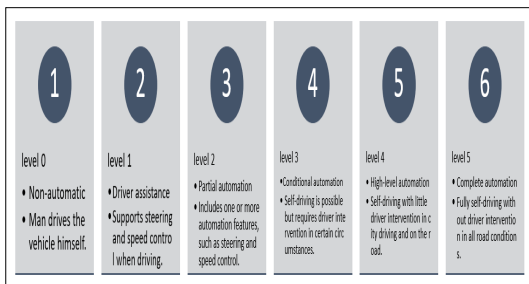 1
level 0
• Non-automatic
• Man drives the
vehicle himself.
2
level 1
•Driver assistance
•Supports steering
and speed contro
l when driving.
3
level 2
• Partial automation
• Includes one or more
automation features,
such as steering and
speed control.
4
level 3
•Conditional automation
• Self-driving is possible
but requires driver inte
rvention in certain circ
umstances.
5
level 4
• High-level automation
• Self-driving with little
driver intervention in c
ity driving and on the r
oad.
6
level 5
• Complete automation
• Fully self-driving with
out driver interventio
n in all road condition
s.